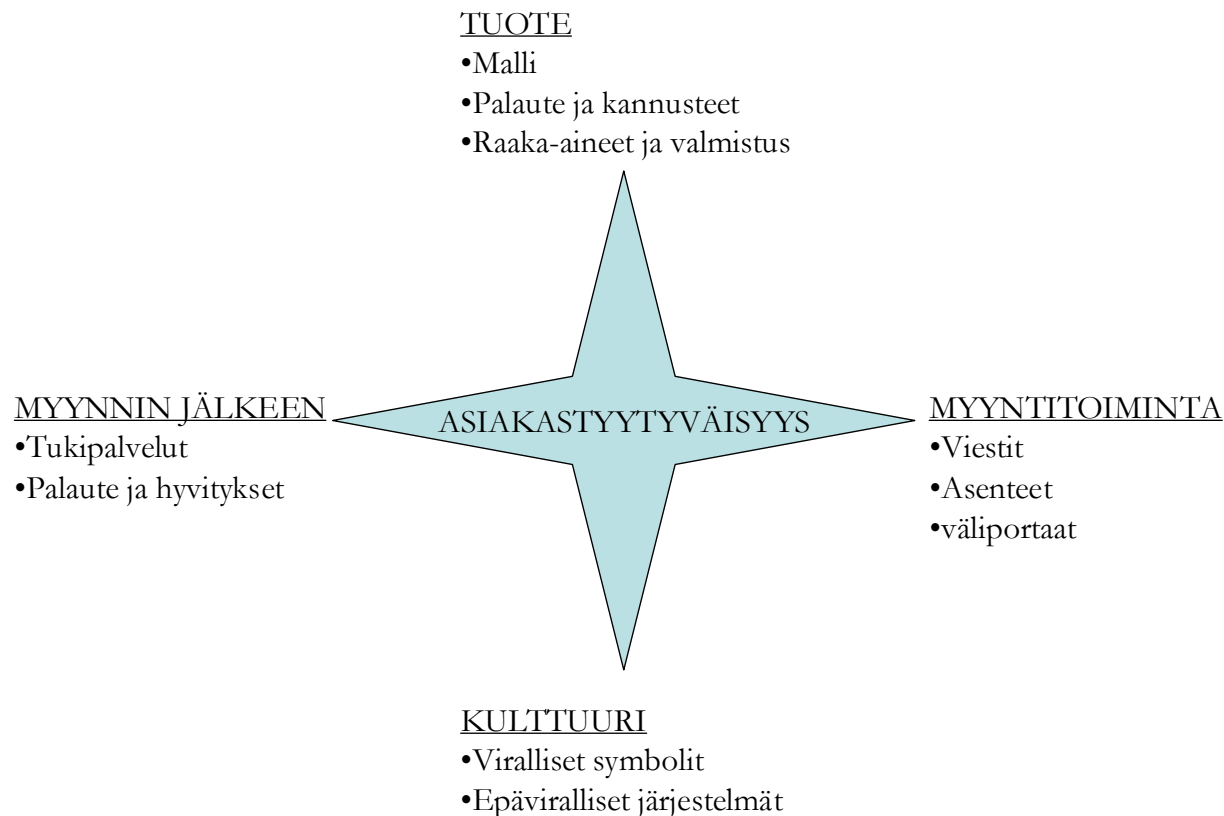 TUOTE
•Malli
•Palaute ja kannusteet
•Raaka-aineet ja valmistus
MYYNNIN JÄLKEEN
•Tukipalvelut
•Palaute ja hyvitykset
ASIAKASTYYTYVÄISYYS
MYYNTITOIMINTA
•Viestit
•Asenteet
•väliportaat
KULTTUURI
•Viralliset symbolit
•Epäviralliset järjestelmät